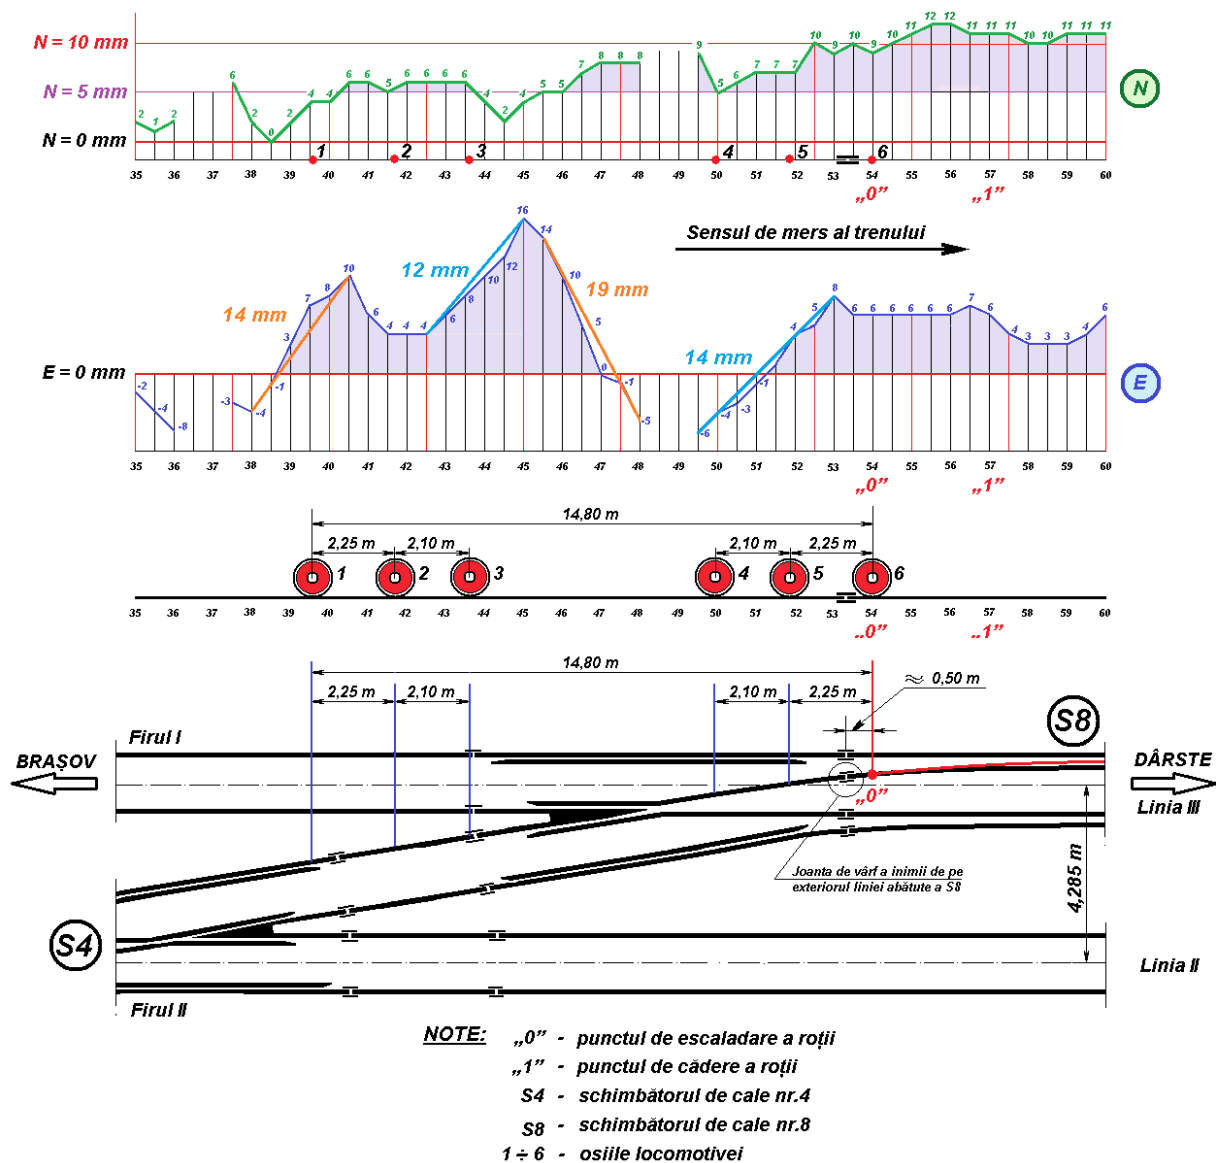 N = 10 mm
N = 5 mm
N = 0 mm
2 1 2 6 2 0 2 4 4 6 6 5 6 6 6 6 4 2 4 5 5 7 8 8 8 9 5 6 7 7 7 10 9 10 9 10 11 12 12 11 11 11 10 10 11 11 11
N
1 2 3 4 5 6
35 36 37 38 39 40 41 42 43 44 45 46 47 48 49 50 51 52 53 54 55 56 57 58 59 60
„0” „1”
Sensul de mers al trenului
14 mm
12 mm
19 mm
14 mm
E = 0 mm
-2 -4 -8 -3 -4 -1 3 7 8 10 6 4 4 4 6 8 10 12 16 14 10 5 0 -1 -5 -6 -4 -3 -1 1 4 5 8 6 6 6 6 6 6 7 6 4 3 3 3 4 6
E
35 36 37 38 39 40 41 42 43 44 45 46 47 48 49 50 51 52 53 54 55 56 57 58 59 60
„0” „1”
14,80 m
2,25 m 2,10 m 2,10 m 2,25 m
1 2 3 4 5 6
35 36 37 38 39 40 41 42 43 44 45 46 47 48 49 50 51 52 53 54 55 56 57 58 59 60
„0” „1”
14,80 m
2,25 m 2,10 m 2,10 m 2,25 m
≈ 0,50 m
S8
Firul I
BRAȘOV
DÂRSTE
„0”
Linia III
Joanta de vârf a inimii de pe
exteriorul liniei abătute a S8
4,285 m
S4
Linia II
Firul II
NOTE: „0” - punctul de escaladare a roții
„1” - punctul de cădere a roții
S4 - schimbătorul de cale nr.4
S8 - schimbătorul de cale nr.8
1 ÷ 6 - osiile locomotivei